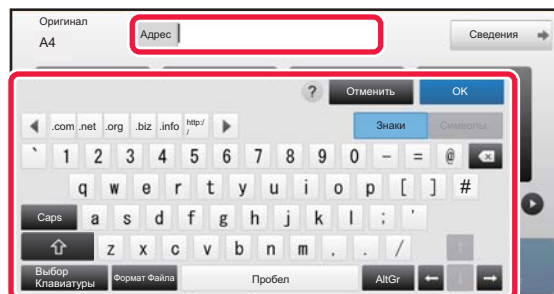 Оригинал
A4
Адрес
Сведения
? Отменить OK
.com .net .org .biz .info http:/
/
Знаки Символы
` 1 2 3 4 5 6 7 8 9 0 - = @
q w e r t y u i o p [ ] #
Caps a s d f g h j k l ; '
z x c v b n m , . /
Выбор
Клавиатуры
Формат Файла Пробел AltGr